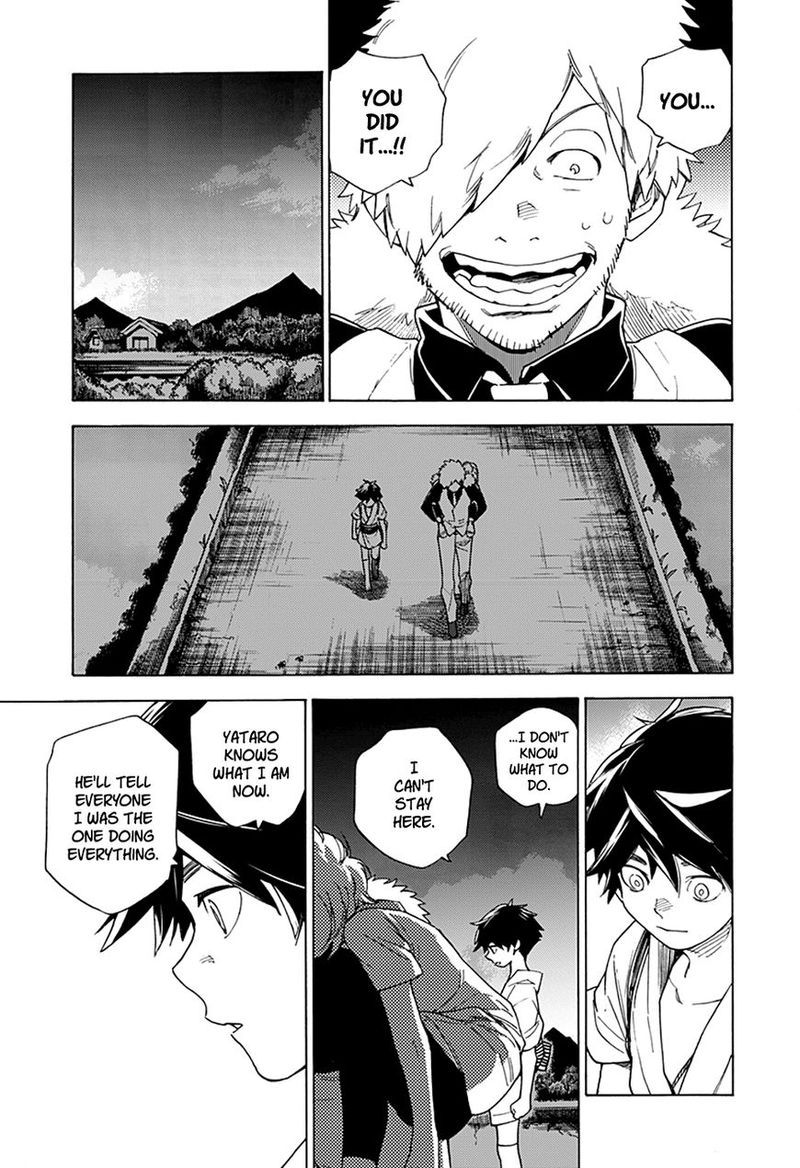 YOU...
YOU
DID
IT...!!
...I DON'T
KNOW
WHAT TO
DO.
I
CAN'T
STAY
HERE.
YATARO
KNOWS
WHAT I AM
NOW.
HE'LL TELL
EVERYONE
I WAS THE
ONE DOING
EVERYTHING.